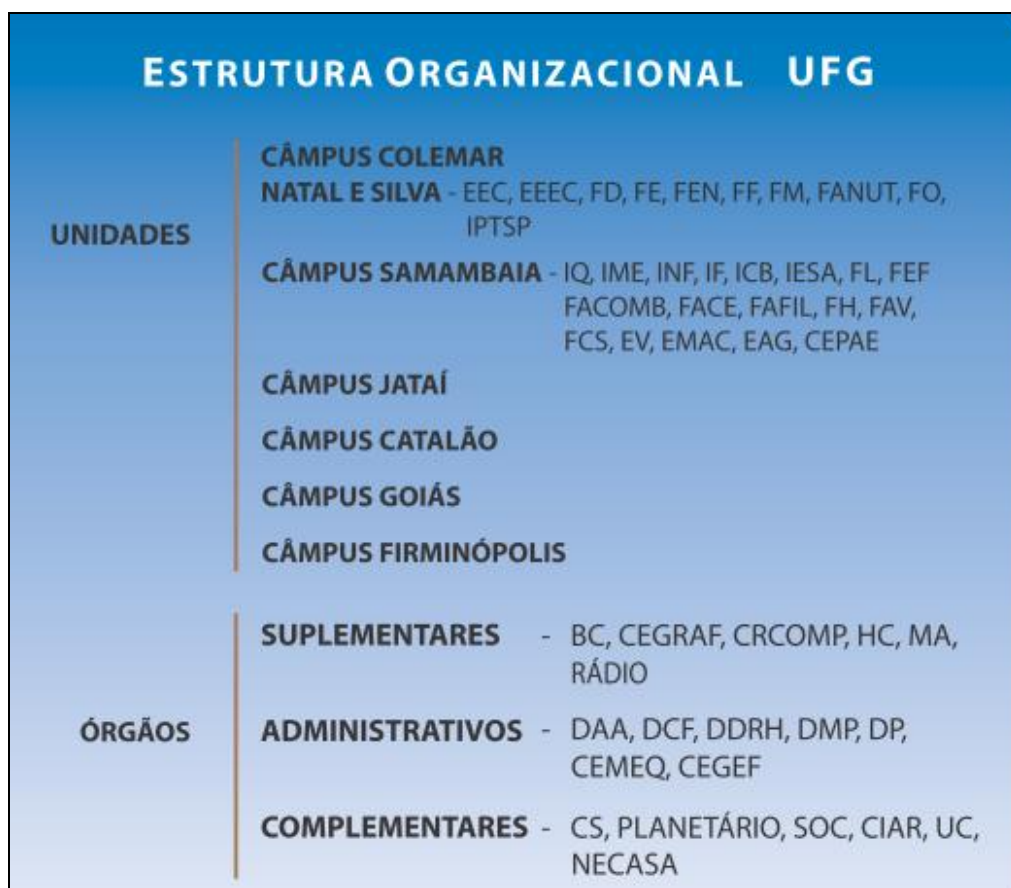 ESTRUTURA ORGANIZACIONAL UFG
UNIDADES
CÂMPUS COLEMAR
NATAL E SILVA - EEC, EEEC, FD, FE, FEN, FF, FM, FANUT, FO,
IPTSP
CÂMPUS SAMAMBAIA - IQ, IME, INF, IF, ICB, IESA, FL, FEF
FACOMB, FACE, FAFIL, FH, FAV,
FCS, EV, EMAC, EAG, CEPAE
CÂMPUS JATAÍ
CÂMPUS CATALÃO
CÂMPUS GOIÁS
CÂMPUS FIRMINÓPOLIS
ÓRGÃOS
SUPLEMENTARES - BC, CEGRAF, CRCOMP, HC, MA,
RÁDIO
ADMINISTRATIVOS - DAA, DCF, DDRH, DMP, DP,
CEMEQ, CEGEF
COMPLEMENTARES - CS, PLANETÁRIO, SOC, CIAR, UC,
NECASA